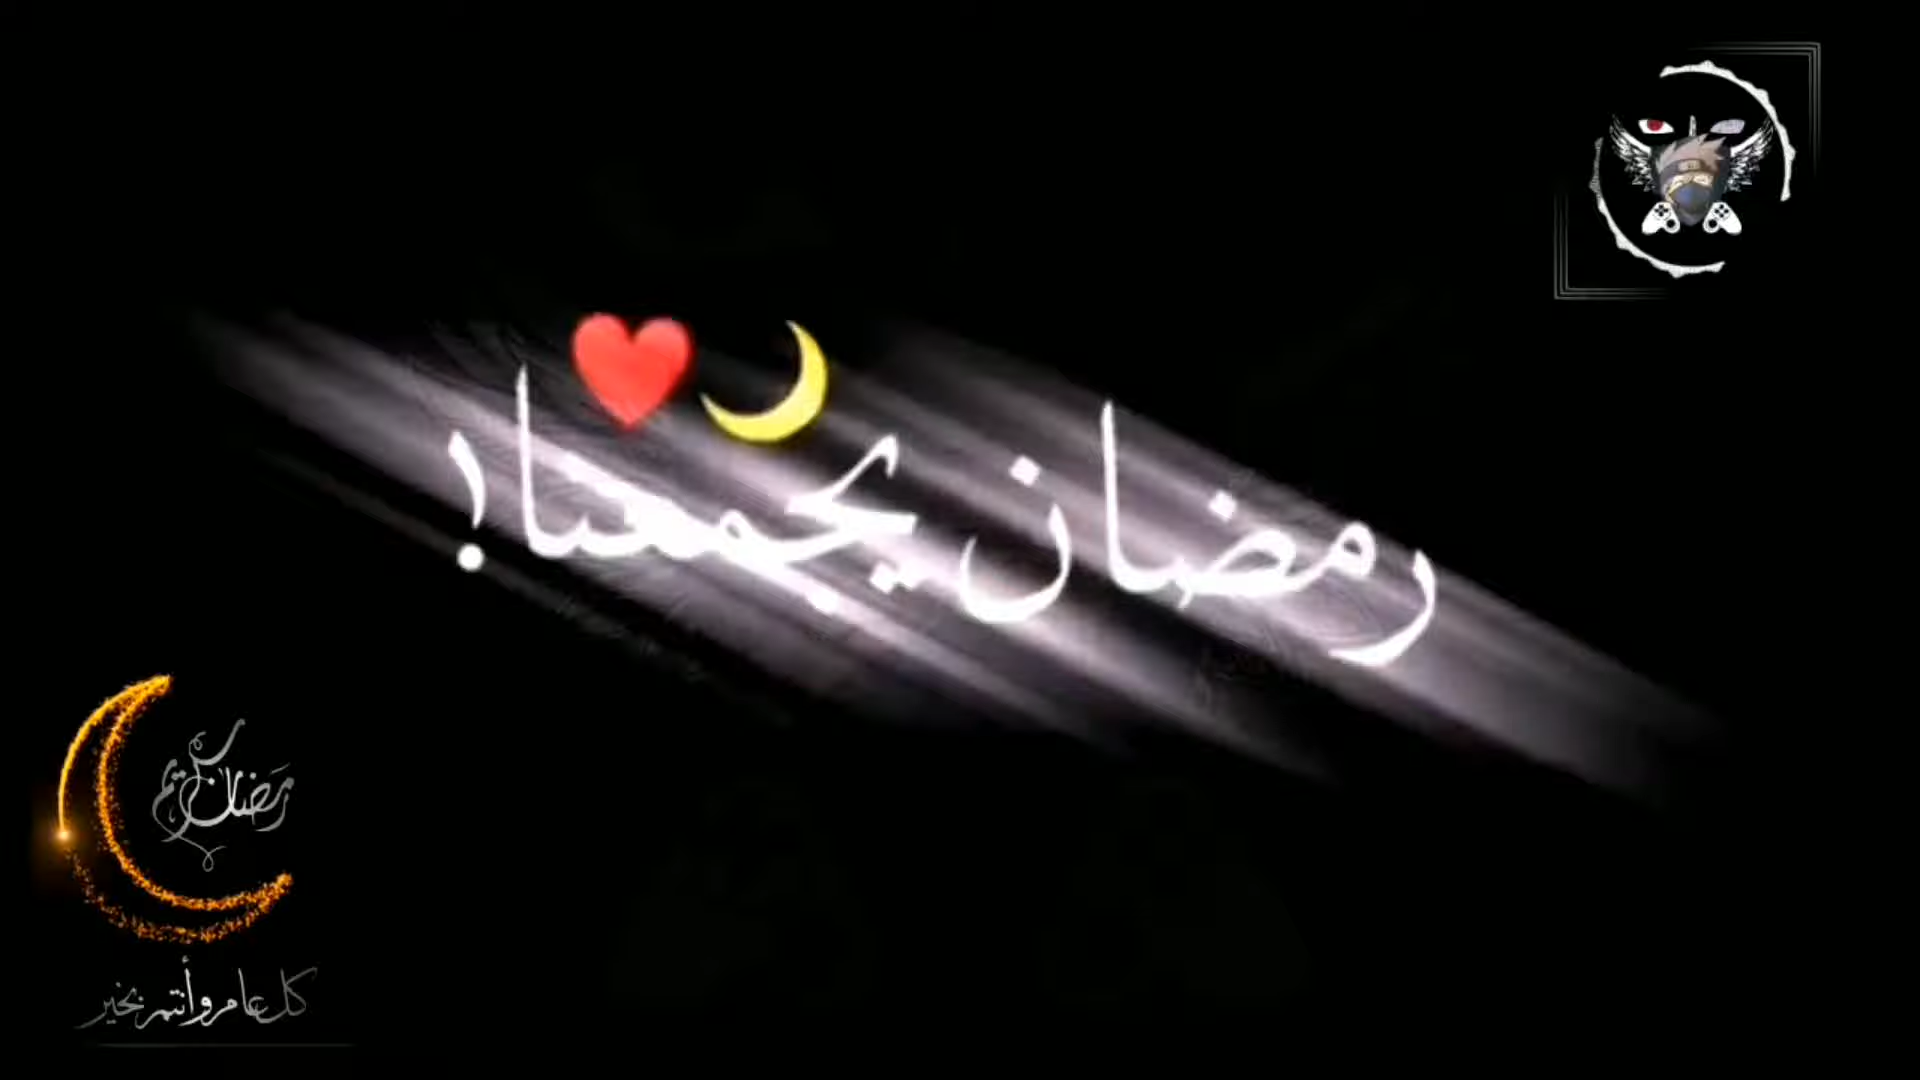 رمضان يجمعنا!🌙❤️
رمضان كريم
كل عام وأنتم بخير